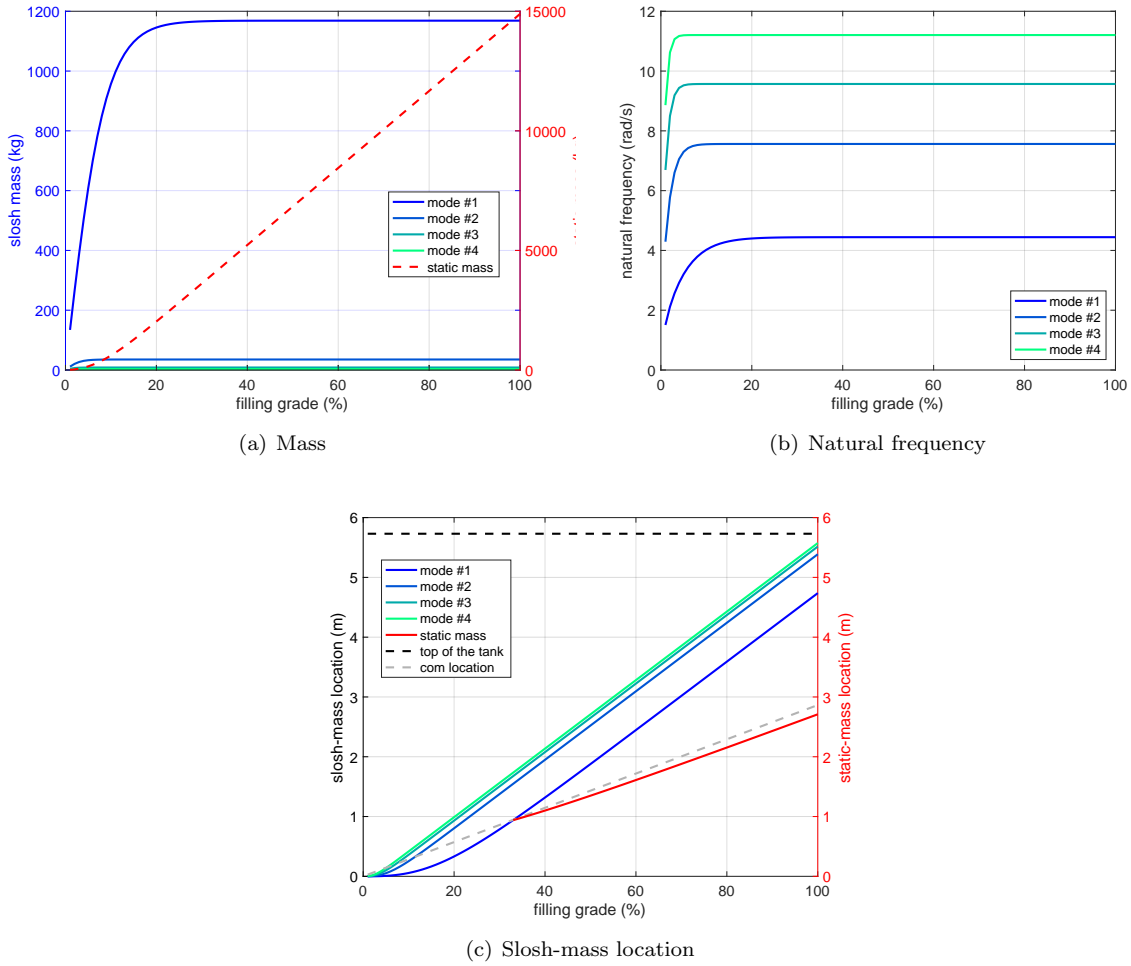 1200
1000
800
600
400
200
0
slosh mass (kg)
15000
10000
5000
0
mode #1
mode #2
mode #3
mode #4
static mass
0 20 40 60 80 100
filling grade (%)
(a) Mass
12
10
8
6
4
2
0
natural frequency (rad/s)
mode #1
mode #2
mode #3
mode #4
0 20 40 60 80 100
filling grade (%)
(b) Natural frequency
6
5
4
3
2
1
0
slosh-mass location (m)
mode #1
mode #2
mode #3
mode #4
static mass
top of the tank
com location
6
5
4
3
2
1
0
static-mass location (m)
0 20 40 60 80 100
filling grade (%)
(c) Slosh-mass location